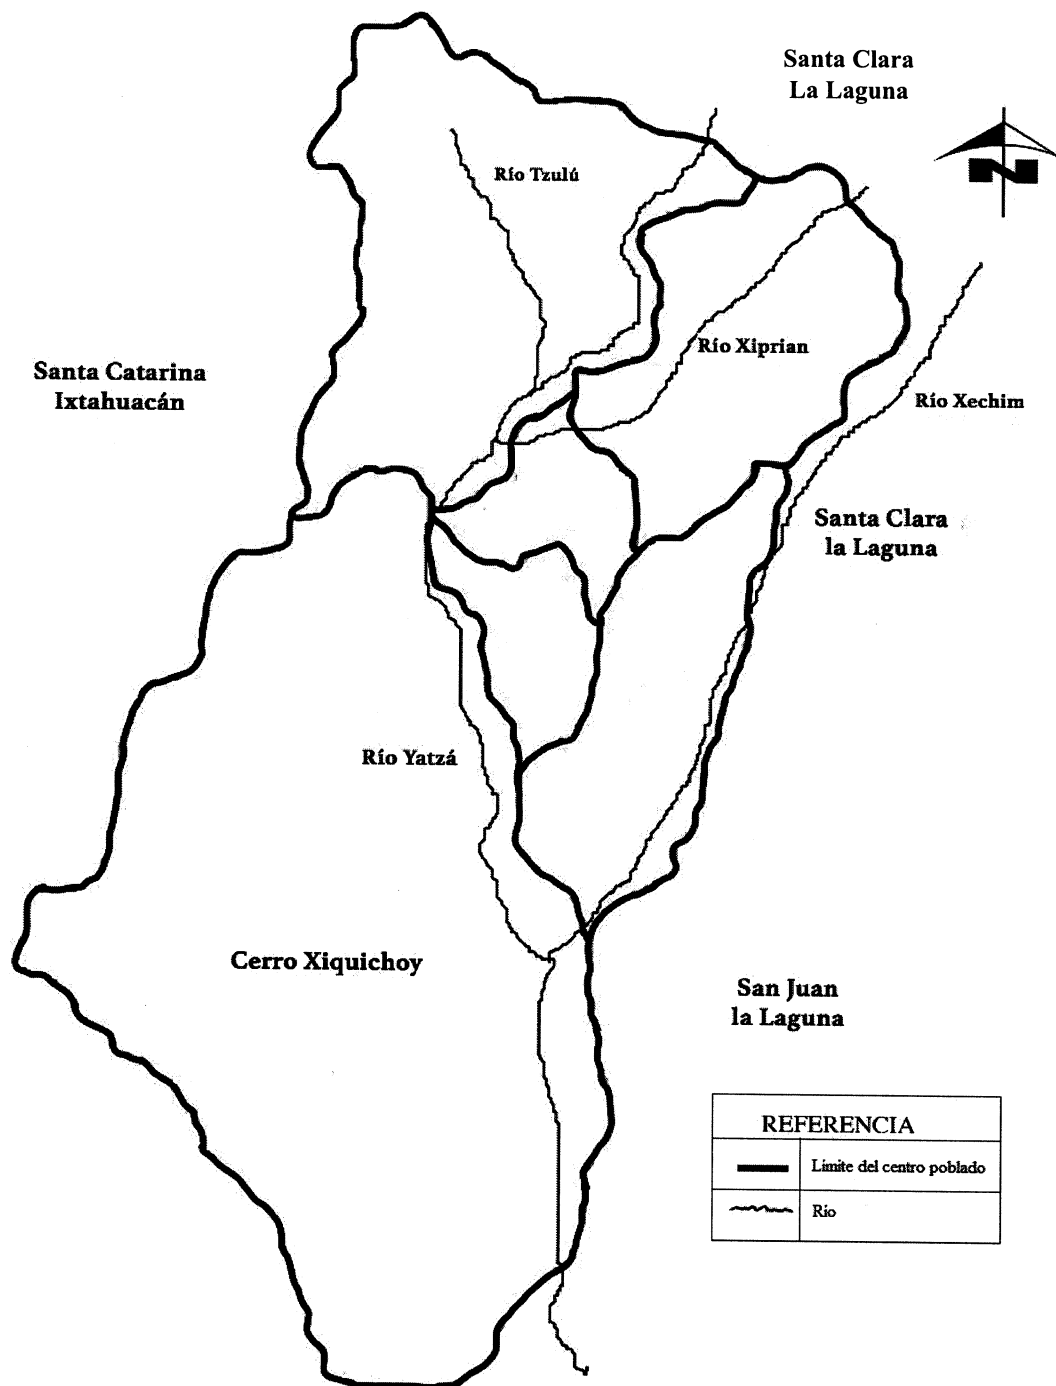 Santa Clara
La Laguna
N
Río Tzulú
Río Xiprian
Santa Catarina
Ixtahuacán
Río Xechim
Santa Clara
la Laguna
Río Yatzá
Cerro Xiquichoy
San Juan
la Laguna
REFERENCIA
Límite del centro poblado
Río